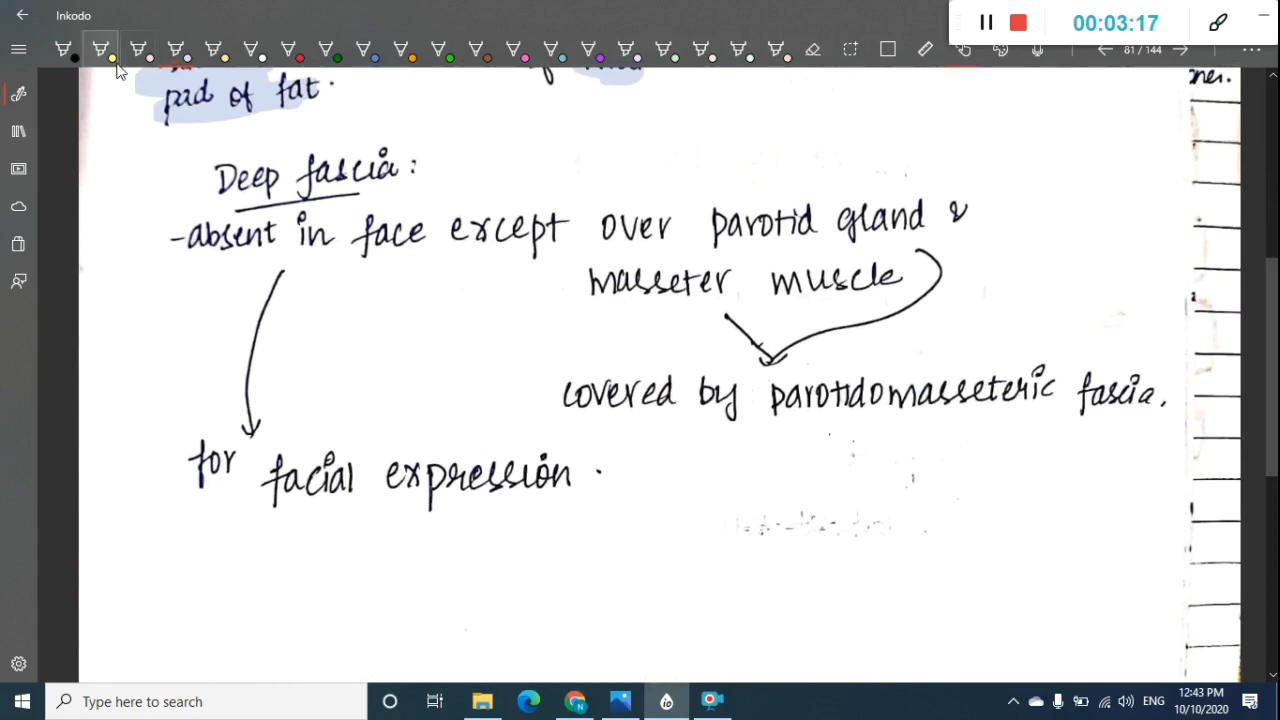 Inkodo
00:03:17
81 / 144
pad of fat.
mes.
Deep fascia:
-absent in face except over parotid gland &
masseter muscle
covered by parotidomasseteric fascia.
for facial expression.
Type here to search
ENG
12:43 PM
10/10/2020